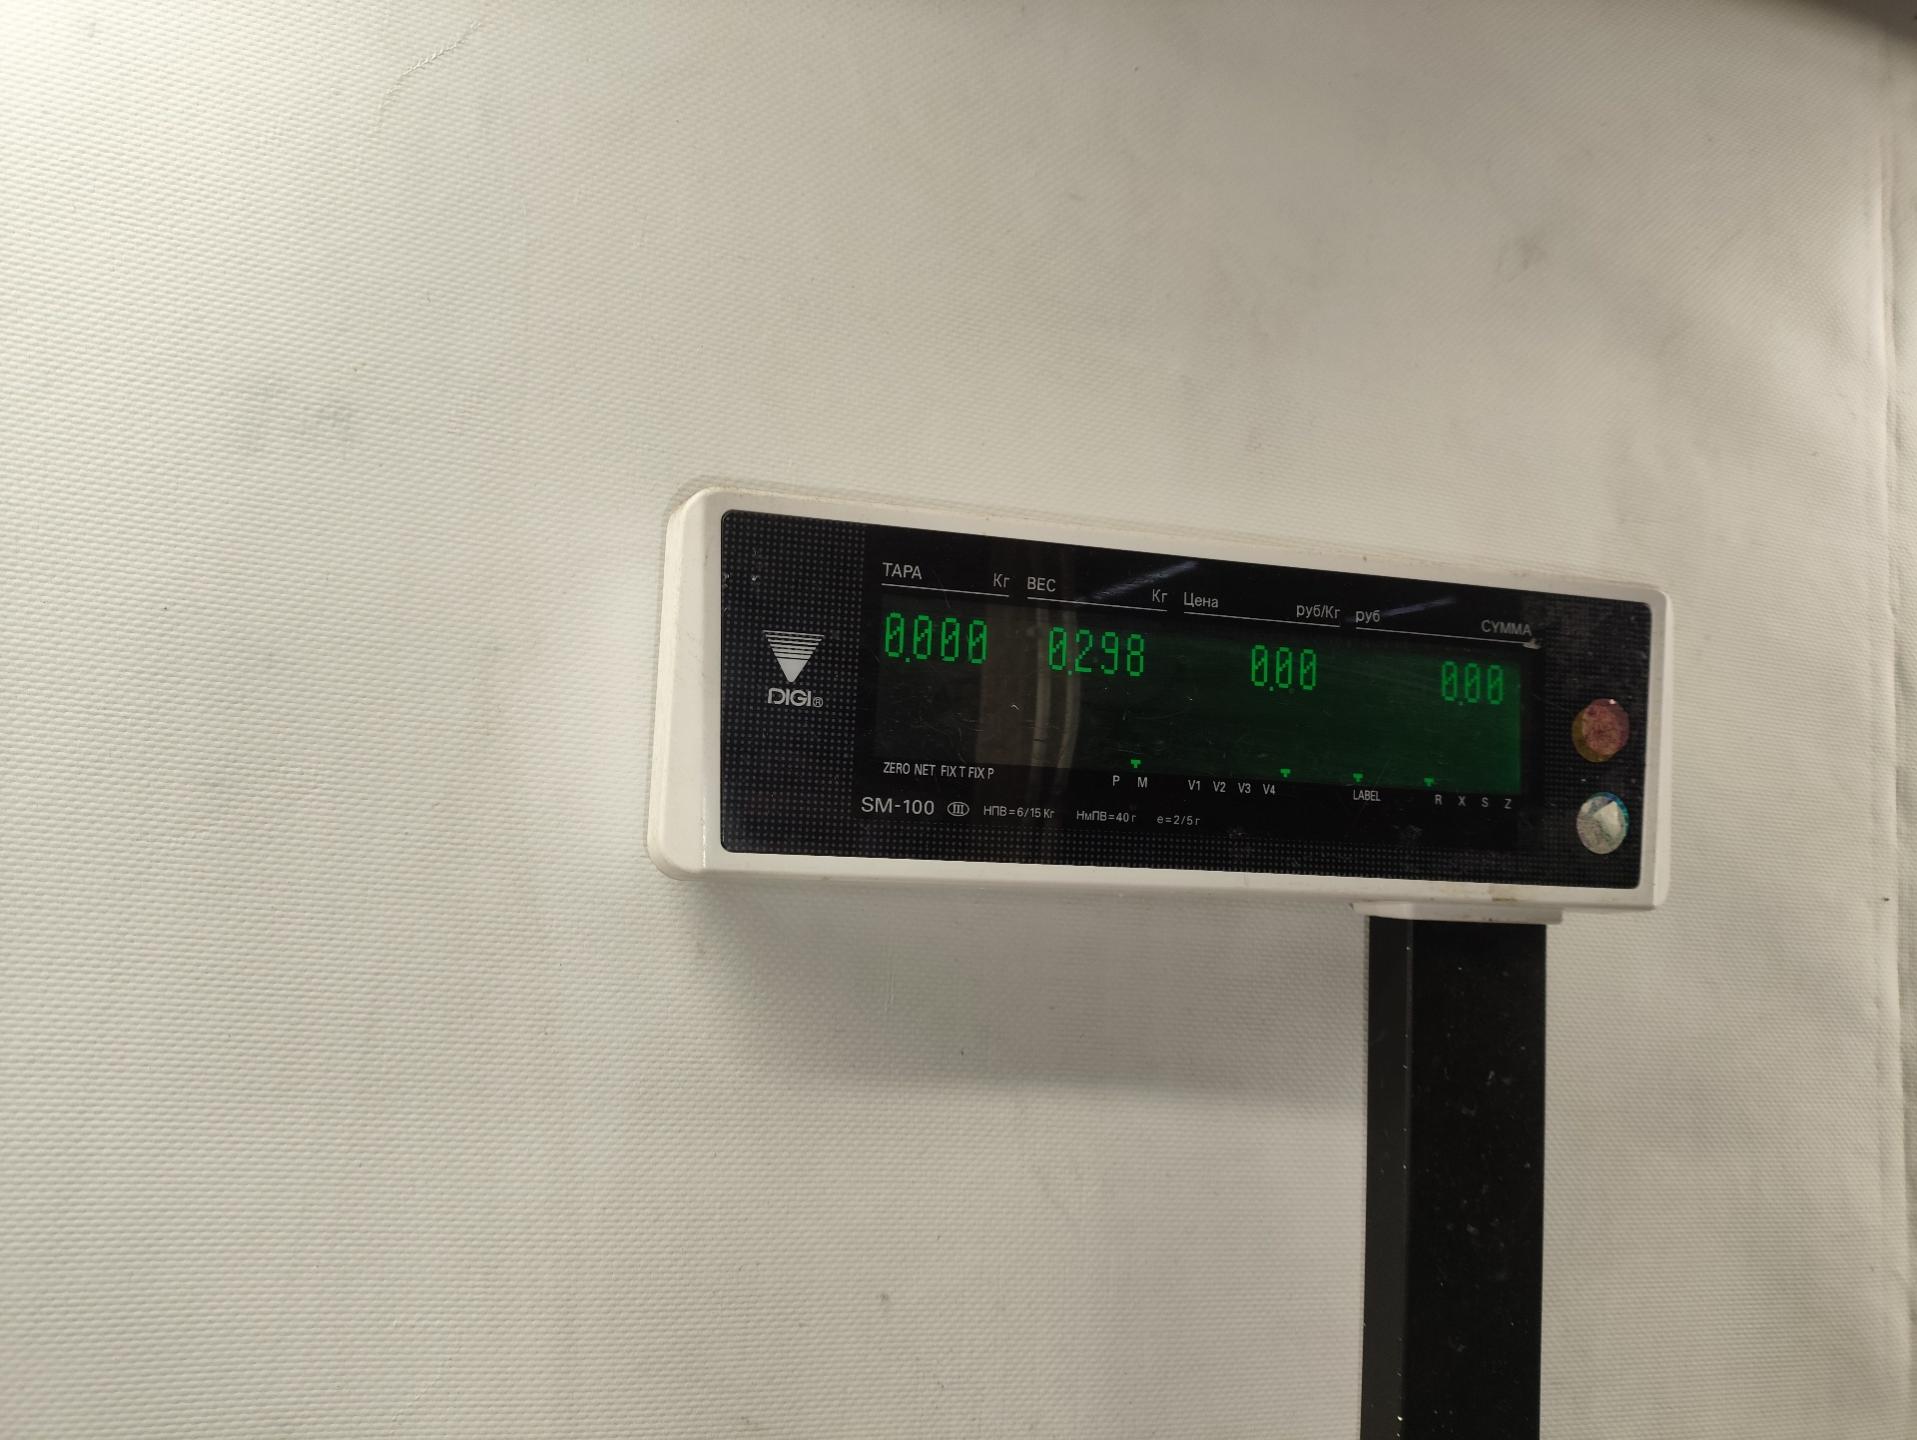 ТАРА Кг ВЕС Кг Цена руб/Кг руб СУММА
0.000 0.298 0.00 0.00
DIGI®
ZERO NET FIX T FIX P P M V1 V2 V3 V4 LABEL R X S Z
SM-100 III НПВ=6/15 Кг НмПВ=40 г e=2/5 г